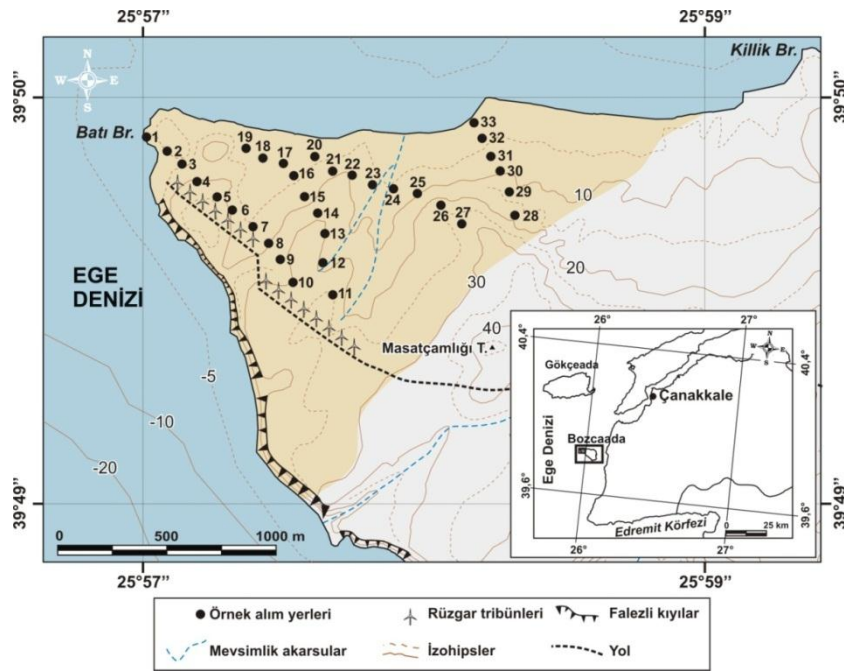 25°57’’
25°59’’
Killik Br.
39°50
39°50
N
W E
S
Batı Br.
1
2
3
4
5
6
7
8
9
10
11
12
13
14
15
16
17
18
19
20
21
22
23
24
25
26
27
28
29
30
31
32
33
10
20
30
40
EGE
DENİZİ
Masatçamlığı T.
-5
-10
-20
26°
27°
40,4°
40,4°
N
W E
S
Gökçeada
Çanakkale
Ege Denizi
Bozcaada
39,6°
39,6°
Edremit Körfezi
0 25 km
26°
27°
39°49
39°49
0 500 1000 m
25°57’’
25°59’’
Örnek alım yerleri
Rüzgar tribünleri
Falezli kıyılar
Mevsimlik akarsular
İzohipsler
Yol